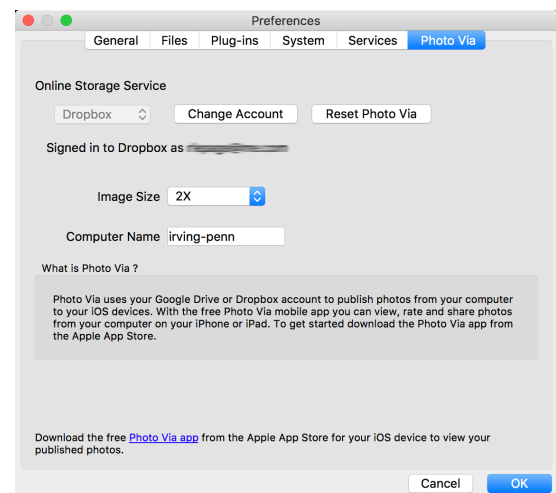 Preferences
General Files Plug-ins System Services Photo Via
Online Storage Service
Dropbox Change Account Reset Photo Via
Signed in to Dropbox as
Image Size 2X
Computer Name irving-penn
What is Photo Via ?
Photo Via uses your Google Drive or Dropbox account to publish photos from your computer
to your iOS devices. With the free Photo Via mobile app you can view, rate and share photos
from your computer on your iPhone or iPad. To get started download the Photo Via app from
the Apple App Store.
Download the free Photo Via app from the Apple App Store for your iOS device to view your
published photos.
Cancel OK